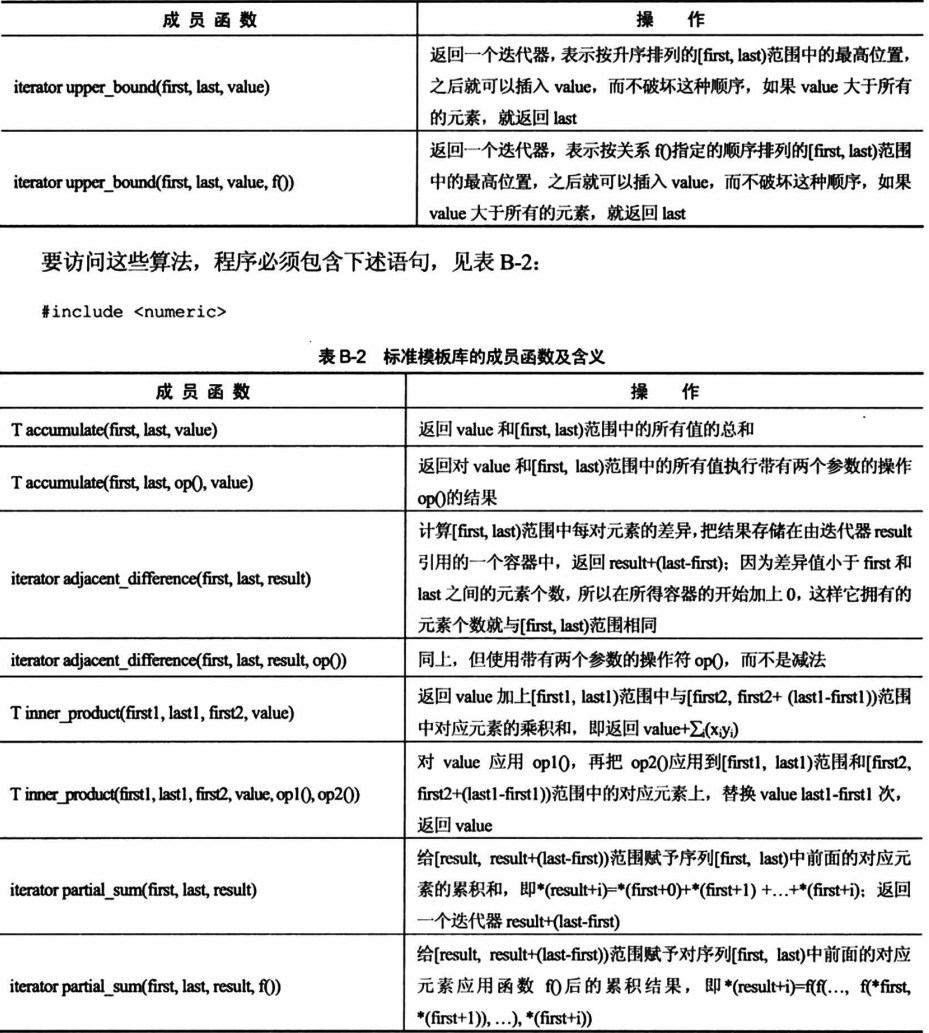 成员函数 操作
iterator upper_bound(first, last, value)
返回一个迭代器，表示按升序排列的[first, last)范围中的最高位置，
之后就可以插入 value，而不破坏这种顺序，如果 value 大于所有
的元素，就返回 last
iterator upper_bound(first, last, value, f())
返回一个迭代器，表示按关系 f()指定的顺序排列的[first, last)范围
中的最高位置，之后就可以插入 value，而不破坏这种顺序，如果
value 大于所有的元素，就返回 last
要访问这些算法，程序必须包含下述语句，见表 B-2：
#include <numeric>
表 B-2 标准模板库的成员函数及含义
成员函数 操作
T accumulate(first, last, value)
返回 value 和[first, last)范围中的所有值的总和
T accumulate(first, last, op(), value)
返回对 value 和[first, last)范围中的所有值执行带有两个参数的操作
op()的结果
iterator adjacent_difference(first, last, result)
计算[first, last)范围中每对元素的差异，把结果存储在由迭代器 result
引用的一个容器中，返回 result+(last-first)；因为差异值小于 first 和
last 之间的元素个数，所以在所得容器的开始加上 0，这样它拥有的
元素个数就与[first, last)范围相同
iterator adjacent_difference(first, last, result, op())
同上，但使用带有两个参数的操作符 op()，而不是减法
T inner_product(first1, last1, first2, value)
返回 value 加上[first1, last1)范围中与[first2, first2+ (last1-first1))范围
中对应元素的乘积和，即返回 value+∑ᵢ(xᵢyᵢ)
T inner_product(first1, last1, first2, value, op1(), op2())
对 value 应用 op1()，再把 op2()应用到[first1, last1)范围和[first2,
first2+(last1-first1))范围中的对应元素上，替换 value last1-first1 次，
返回 value
iterator partial_sum(first, last, result)
给[result, result+(last-first))范围赋予序列[first, last)中前面的对应元
素的累积和，即*(result+i)=*(first+0)+*(first+1) +…+*(first+i)；返回
一个迭代器 result+(last-first)
iterator partial_sum(first, last, result, f())
给[result, result+(last-first))范围赋予对序列[first, last)中前面的对应
元素应用函数 f()后的累积结果，即*(result+i)=f(f(…, f(*first,
*(first+1)), …), *(first+i))